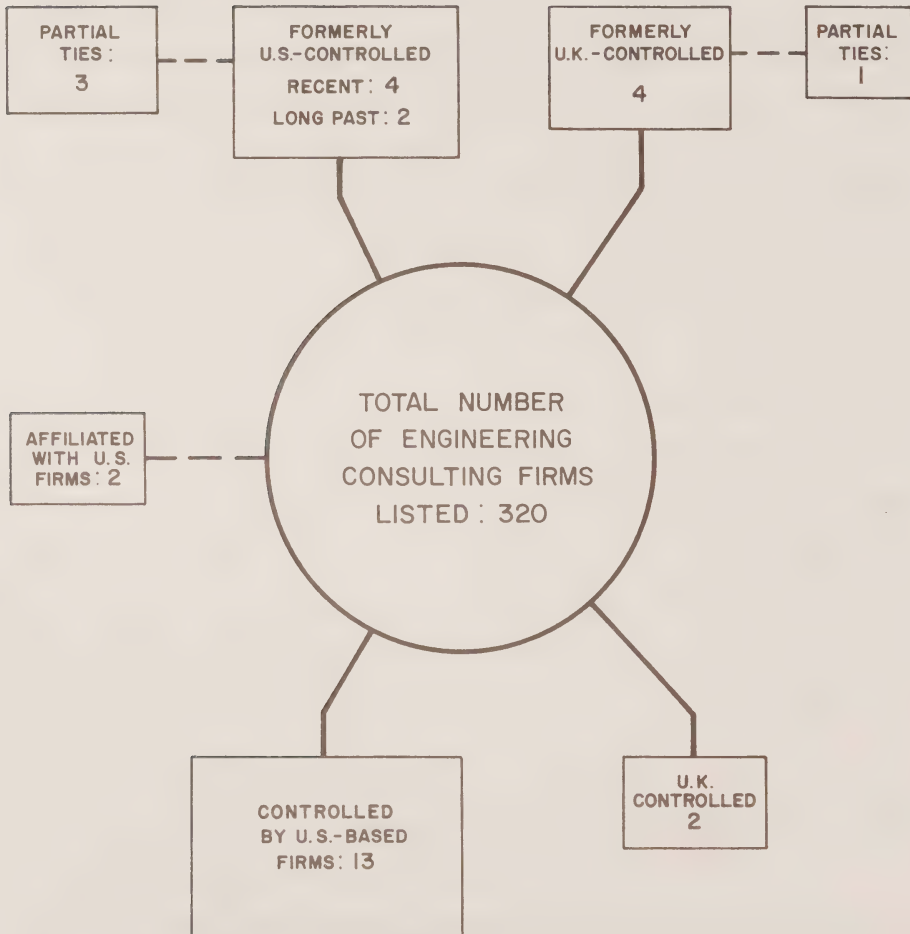 PARTIAL
TIES:
3
FORMERLY
U.S.-CONTROLLED
RECENT: 4
LONG PAST: 2
FORMERLY
U.K.-CONTROLLED
4
PARTIAL
TIES:
1
TOTAL NUMBER
OF ENGINEERING
CONSULTING FIRMS
LISTED: 320
AFFILIATED
WITH U.S.
FIRMS: 2
CONTROLLED
BY U.S.-BASED
FIRMS: 13
U.K.
CONTROLLED
2